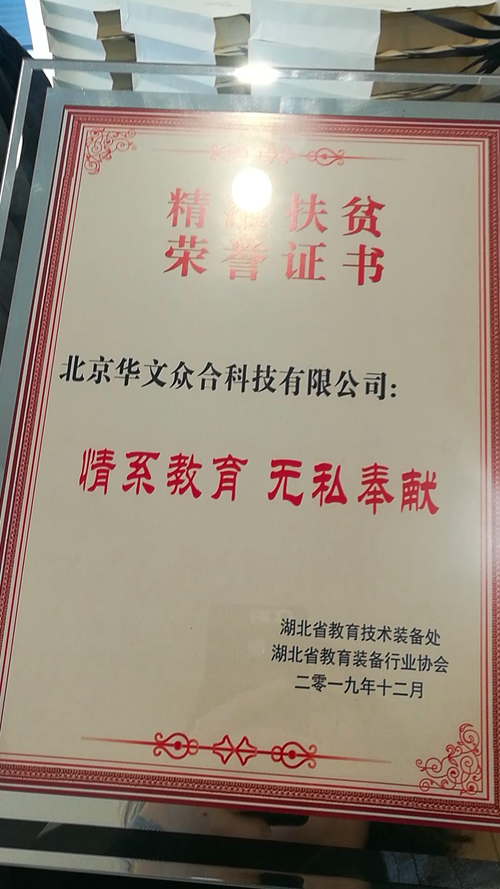 精准扶贫
荣誉证书
北京华文众合科技有限公司：
情系教育 无私奉献
湖北省教育技术装备处
湖北省教育装备行业协会
二零一九年十二月